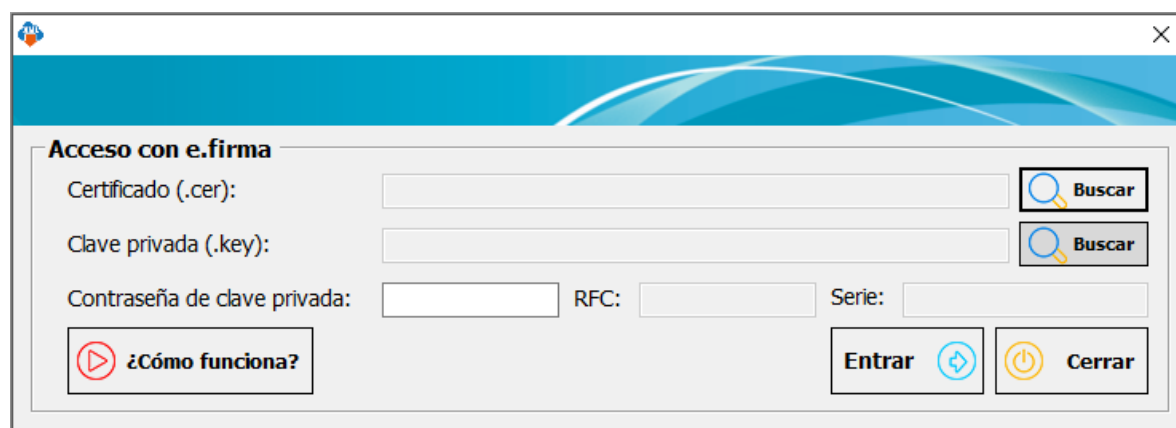 XML
Acceso con e.firma
Certificado (.cer): Buscar
Clave privada (.key): Buscar
Contraseña de clave privada: RFC: Serie:
¿Cómo funciona? Entrar Cerrar